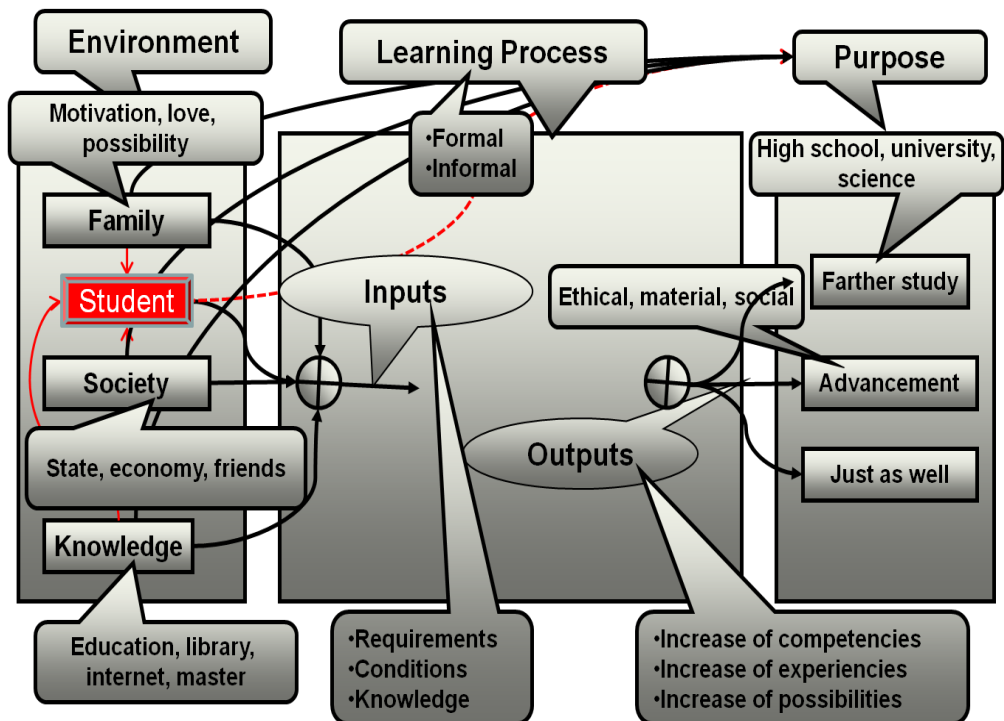 Environment
Learning Process
Purpose
Motivation, love,
possibility
•Formal
•Informal
High school, university,
science
Family
Student
Inputs
Ethical, material, social
Farther study
Society
Advancement
State, economy, friends
Outputs
Just as well
Knowledge
Education, library,
internet, master
•Requirements
•Conditions
•Knowledge
•Increase of competencies
•Increase of experiencies
•Increase of possibilities